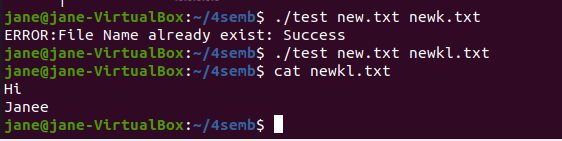 jane@jane-VirtualBox:~/4semb$ ./test new.txt newk.txt
ERROR:File Name already exist: Success
jane@jane-VirtualBox:~/4semb$ ./test new.txt newkl.txt
jane@jane-VirtualBox:~/4semb$ cat newkl.txt
Hi
Janee
jane@jane-VirtualBox:~/4semb$